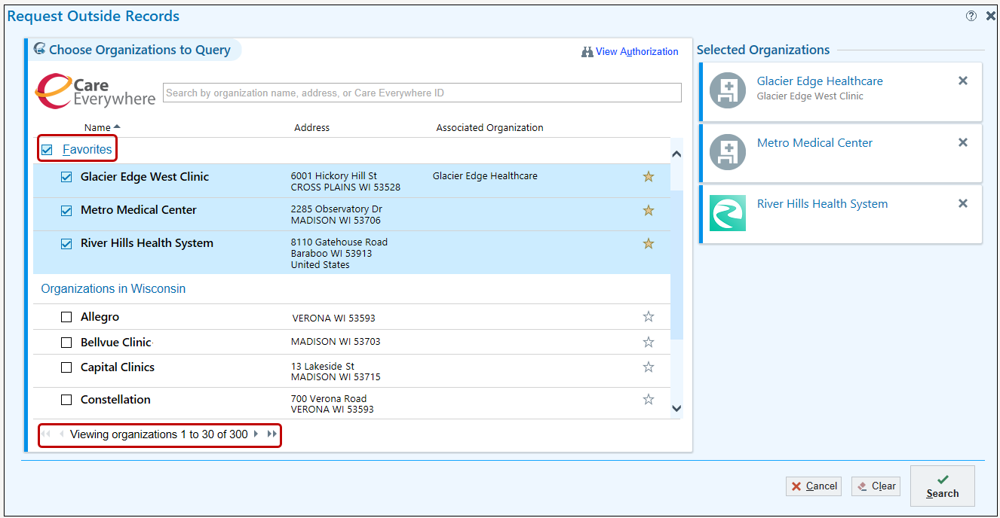 Request Outside Records
Choose Organizations to Query
View Authorization
Care
Everywhere
Search by organization name, address, or Care Everywhere ID
Name Address Associated Organization
Favorites
Glacier Edge West Clinic 6001 Hickory Hill St Glacier Edge Healthcare
CROSS PLAINS WI 53528
Metro Medical Center 2285 Observatory Dr
MADISON WI 53706
River Hills Health System 8110 Gatehouse Road
Baraboo WI 53913
United States
Organizations in Wisconsin
Allegro VERONA WI 53593
Bellvue Clinic MADISON WI 53703
Capital Clinics 13 Lakeside St
MADISON WI 53715
Constellation 700 Verona Road
VERONA WI 53593
Viewing organizations 1 to 30 of 300
Selected Organizations
Glacier Edge Healthcare
Glacier Edge West Clinic
Metro Medical Center
River Hills Health System
Cancel Clear Search